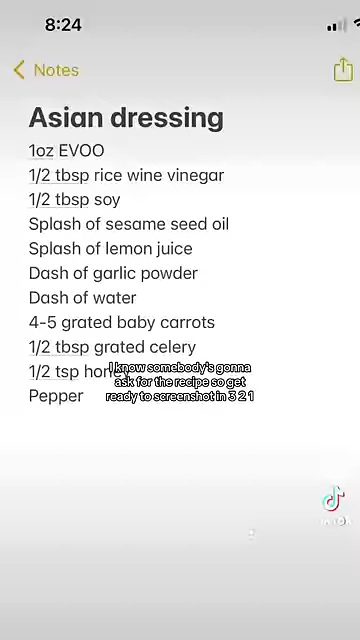 8:24
Notes
Asian dressing
1oz EVOO
1/2 tbsp rice wine vinegar
1/2 tbsp soy
Splash of sesame seed oil
Splash of lemon juice
Dash of garlic powder
Dash of water
4-5 grated baby carrots
1/2 tbsp grated celery
1/2 tsp honey
Pepper
I know somebody's gonna
ask for the recipe so get
ready to screenshot in 3 2 1